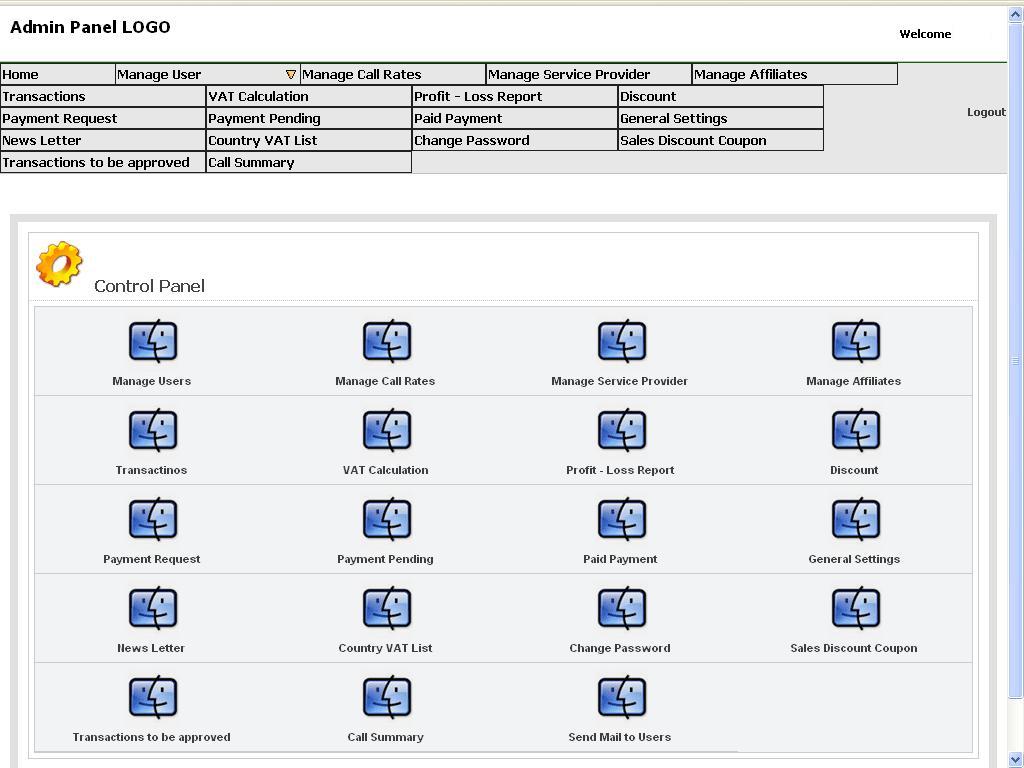 Admin Panel LOGO
Welcome
Home Manage User Manage Call Rates Manage Service Provider Manage Affiliates
Transactions VAT Calculation Profit - Loss Report Discount
Payment Request Payment Pending Paid Payment General Settings
Logout
News Letter Country VAT List Change Password Sales Discount Coupon
Transactions to be approved Call Summary
Control Panel
Manage Users Manage Call Rates Manage Service Provider Manage Affiliates
Transactinos VAT Calculation Profit - Loss Report Discount
Payment Request Payment Pending Paid Payment General Settings
News Letter Country VAT List Change Password Sales Discount Coupon
Transactions to be approved Call Summary Send Mail to Users